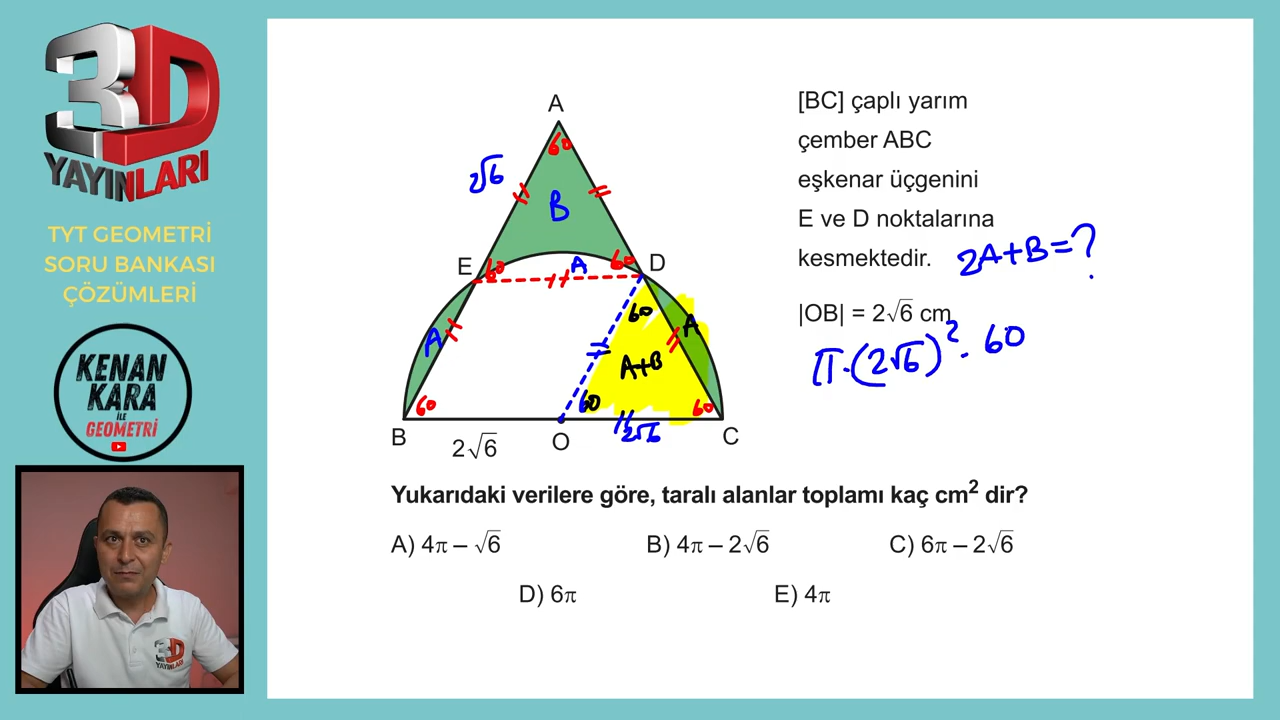 3D
YAYINLARI
TYT GEOMETRİ
SORU BANKASI
ÇÖZÜMLERİ
KENAN
KARA
İLE
GEOMETRİ
3D
YAYINLARI
A
60
2√6
B
E
60
60
D
A
A
60
A
A+B
60
60
60
B
2√6
O
2√6
C
[BC] çaplı yarım
çember ABC
eşkenar üçgenini
E ve D noktalarına
kesmektedir.
2A+B=?
|OB| = 2√6 cm
π·(2√6)²·60
Yukarıdaki verilere göre, taralı alanlar toplamı kaç cm² dir?
A) 4π – √6
B) 4π – 2√6
C) 6π – 2√6
D) 6π
E) 4π